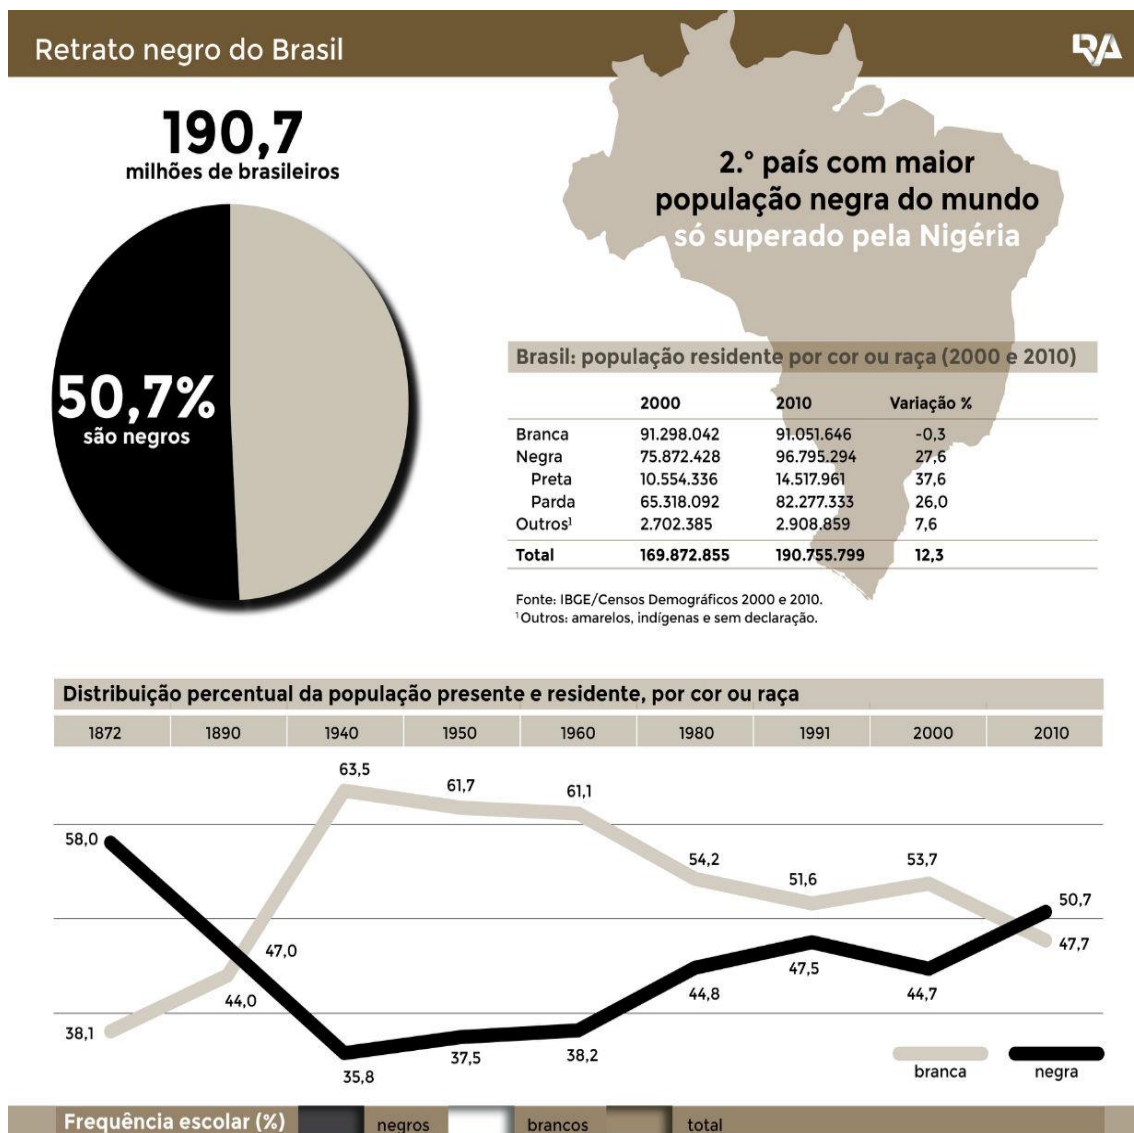 Retrato negro do Brasil
RA
190,7
milhões de brasileiros
50,7%
são negros
2.º país com maior
população negra do mundo
só superado pela Nigéria
Brasil: população residente por cor ou raça (2000 e 2010)
2000 2010 Variação %
Branca 91.298.042 91.051.646 -0,3
Negra 75.872.428 96.795.294 27,6
Preta 10.554.336 14.517.961 37,6
Parda 65.318.092 82.277.333 26,0
Outros¹ 2.702.385 2.908.859 7,6
Total 169.872.855 190.755.799 12,3
Fonte: IBGE/Censos Demográficos 2000 e 2010.
¹Outros: amarelos, indígenas e sem declaração.
Distribuição percentual da população presente e residente, por cor ou raça
1872 1890 1940 1950 1960 1980 1991 2000 2010
63,5 61,7 61,1
58,0 54,2 51,6 53,7
50,7
47,0 47,5 47,7
44,0 44,8 44,7
38,1 35,8 37,5 38,2
branca negra
Frequência escolar (%) negros brancos total